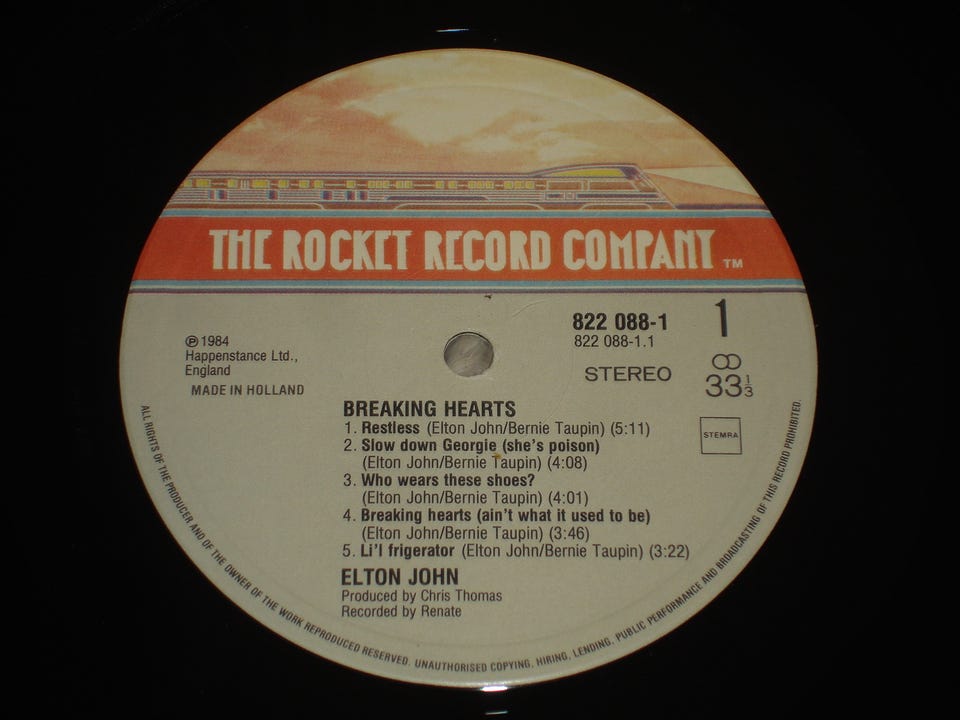 THE ROCKET RECORD COMPANY TM
822 088-1
1
822 088-1.1
STEREO
33 1/3
℗ 1984
Happenstance Ltd.,
England
MADE IN HOLLAND
STEMRA
BREAKING HEARTS
1. Restless (Elton John/Bernie Taupin) (5:11)
2. Slow down Georgie (she's poison)
(Elton John/Bernie Taupin) (4:08)
3. Who wears these shoes?
(Elton John/Bernie Taupin) (4:01)
4. Breaking hearts (ain't what it used to be)
(Elton John/Bernie Taupin) (3:46)
5. Li'l frigerator (Elton John/Bernie Taupin) (3:22)
ELTON JOHN
Produced by Chris Thomas
Recorded by Renate
ALL RIGHTS OF THE PRODUCER AND OF THE OWNER OF THE WORK REPRODUCED RESERVED. UNAUTHORISED COPYING, HIRING, LENDING, PUBLIC PERFORMANCE AND BROADCASTING OF THIS RECORD PROHIBITED.